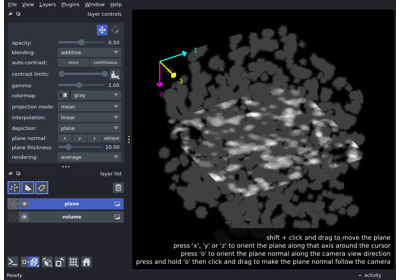 File View Layers Plugins Window Help
layer controls
opacity: 0.50
blending: additive
auto-contrast: once continuous
contrast limits:
gamma: 1.00
colormap: gray
projection mode: mean
interpolation: linear
depiction: plane
plane normal: x y z oblique
plane thickness: 10.00
rendering: average
layer list
plane
volume
-1
-3
shift + click and drag to move the plane
press 'x', 'y' or 'z' to orient the plane along that axis around the cursor
press 'o' to orient the plane normal along the camera view direction
press and hold 'o' then click and drag to make the plane normal follow the camera
Ready
activity